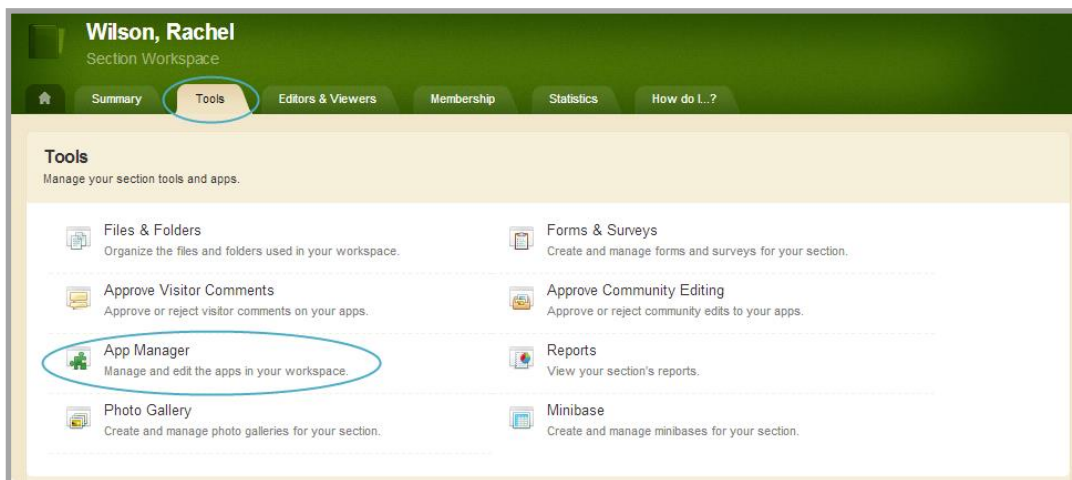 Wilson, Rachel
Section Workspace
Summary
Tools
Editors & Viewers
Membership
Statistics
How do I...?
Tools
Manage your section tools and apps.
Files & Folders
Organize the files and folders used in your workspace.
Forms & Surveys
Create and manage forms and surveys for your section.
Approve Visitor Comments
Approve or reject visitor comments on your apps.
Approve Community Editing
Approve or reject community edits to your apps.
App Manager
Manage and edit the apps in your workspace.
Reports
View your section's reports.
Photo Gallery
Create and manage photo galleries for your section.
Minibase
Create and manage minibases for your section.